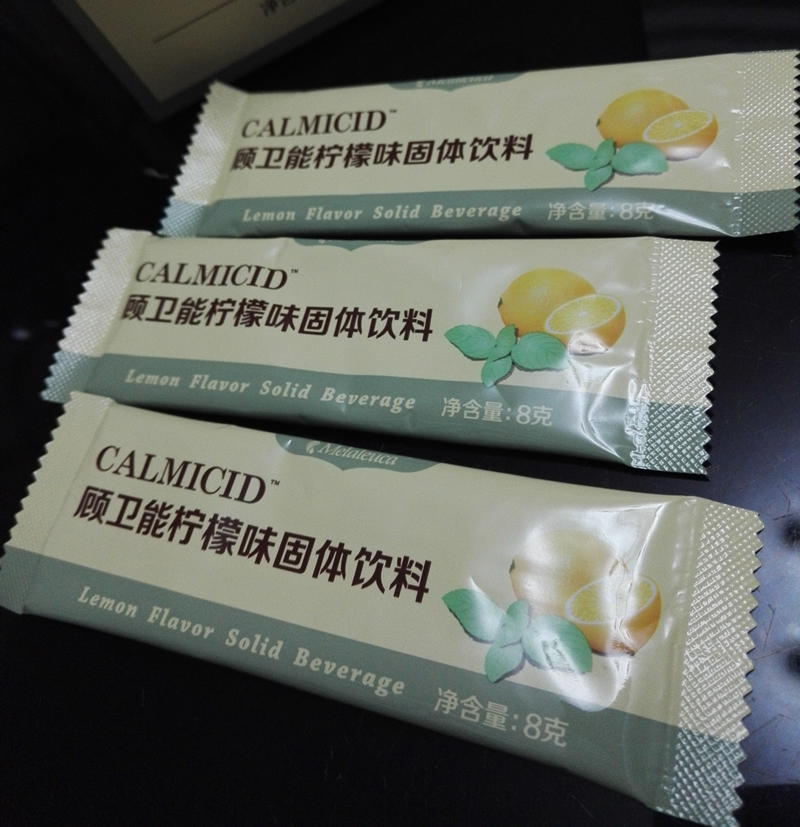 净含
Melaleuca
CALMICID™
顾卫能柠檬味固体饮料
Lemon Flavor Solid Beverage
净含量:8克
CALMICID™
顾卫能柠檬味固体饮料
Lemon Flavor Solid Beverage
净含量:8克
Melaleuca
CALMICID™
顾卫能柠檬味固体饮料
Lemon Flavor Solid Beverage
净含量:8克